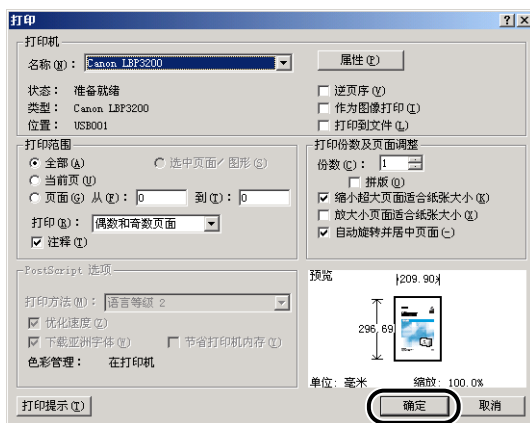 打印
打印机
名称(N): Canon LBP3200
属性(P)
状态: 准备就绪
类型: Canon LBP3200
位置: USB001
逆页序(V)
作为图像打印(I)
打印到文件(L)
打印范围
全部(A)
选中页面/图形(S)
当前页(U)
页面(G) 从(F): 0 到(T): 0
打印(R): 偶数和奇数页面
注释(T)
打印份数及页面调整
份数(C): 1
拼版(O)
缩小超大页面适合纸张大小(K)
放大小页面适合纸张大小(X)
自动旋转并居中页面(-)
PostScript 选项
打印方法(M): 语言等级 2
优化速度(Z)
下载亚洲字体(W)
节省打印机内存(Y)
色彩管理: 在打印机
预览
209.90
296.69
单位: 毫米 缩放: 100.0%
打印提示(T)
确定
取消